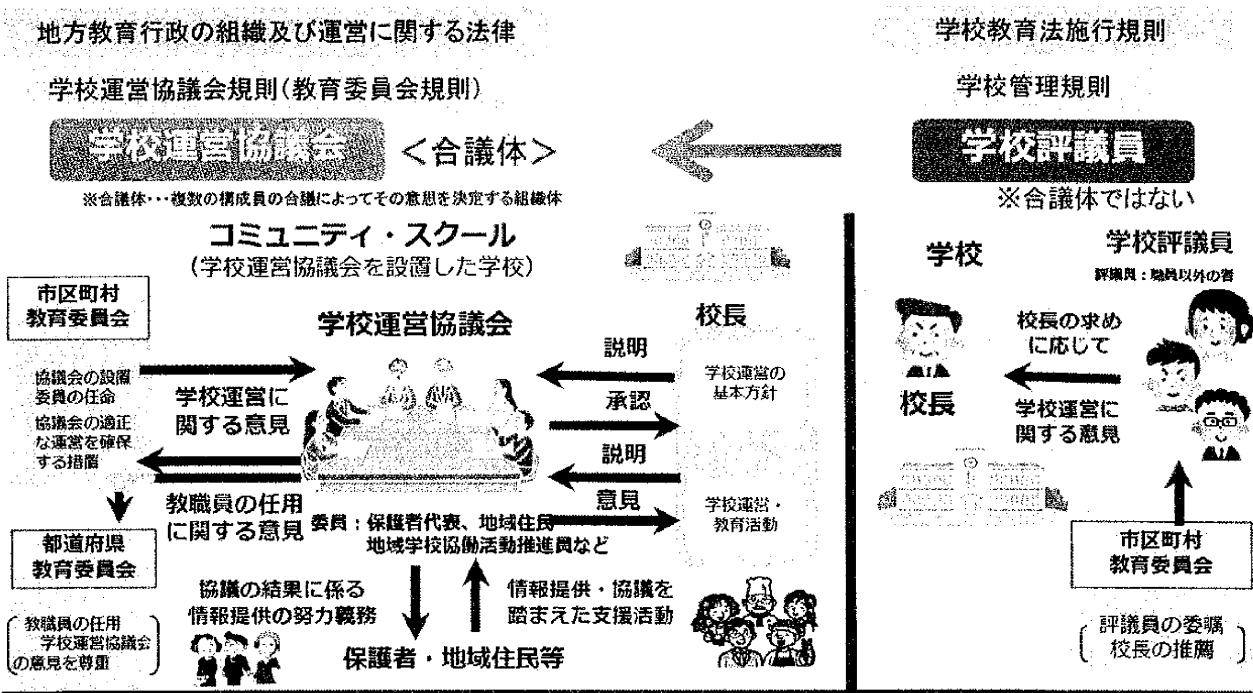 地方教育行政の組織及び運営に関する法律
学校運営協議会規則(教育委員会規則)
学校運営協議会
＜合議体＞
※合議体･･･複数の構成員の合議によってその意思を決定する組織体
コミュニティ・スクール
(学校運営協議会を設置した学校)
市区町村
教育委員会
協議会の設置
委員の任命
協議会の適正
な運営を確保
する措置
学校運営に
関する意見
教職員の任用
に関する意見
都道府県
教育委員会
教職員の任用
学校運営協議会
の意見を尊重
学校運営協議会
委員：保護者代表、地域住民
地域学校協働活動推進員など
説明
承認
説明
意見
校長
学校運営の
基本方針
学校運営・
教育活動
協議の結果に係る
情報提供の努力義務
情報提供・協議を
踏まえた支援活動
保護者・地域住民等
学校教育法施行規則
学校管理規則
学校評議員
※合議体ではない
学校
校長
学校評議員
評議員：職員以外の者
校長の求め
に応じて
学校運営に
関する意見
市区町村
教育委員会
評議員の委嘱
校長の推薦